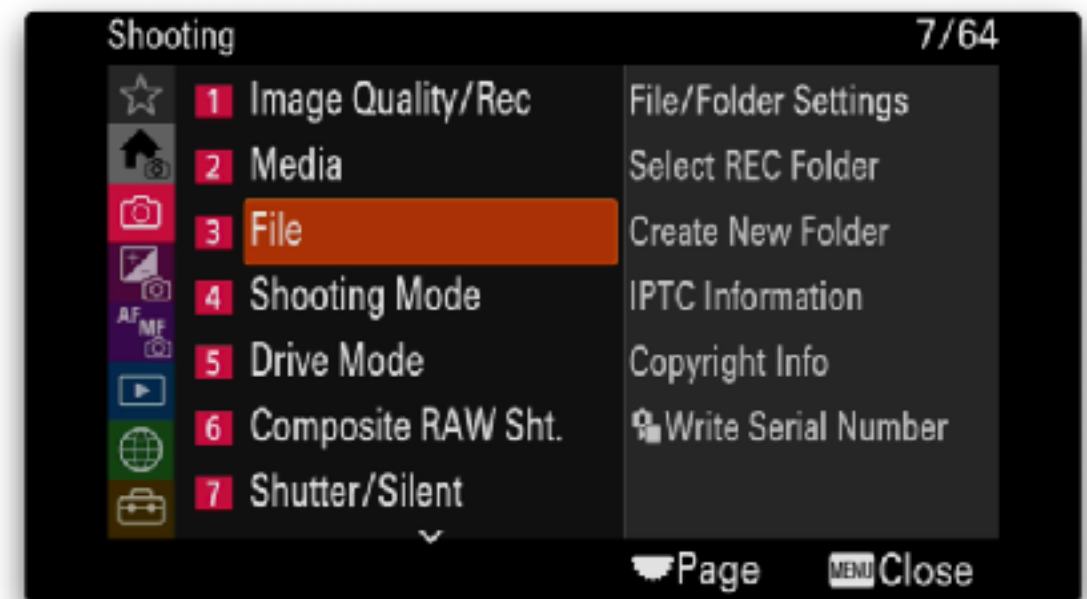 Shooting 7/64
1 Image Quality/Rec
2 Media
3 File
4 Shooting Mode
5 Drive Mode
6 Composite RAW Sht.
7 Shutter/Silent
File/Folder Settings
Select REC Folder
Create New Folder
IPTC Information
Copyright Info
Write Serial Number
AF MF
Page MENU Close